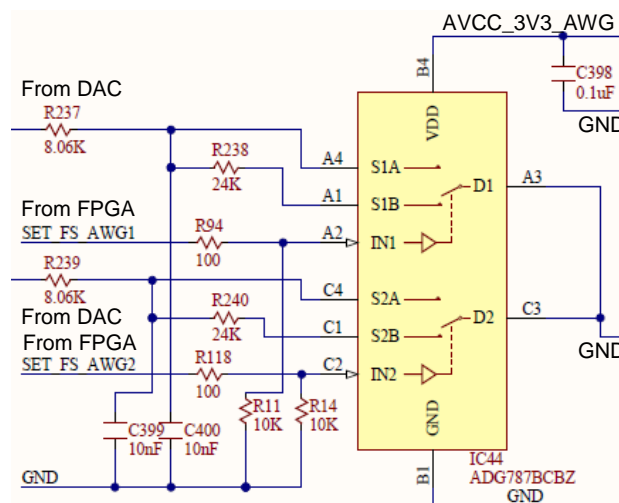 AVCC_3V3_AWG
B4
C398
0.1uF
GND
From DAC
R237
8.06K
VDD
R238
24K
A4
S1A
A1
S1B
D1
A3
From FPGA
SET_FS_AWG1
R94
100
A2
IN1
R239
8.06K
C4
S2A
From DAC
R240
24K
C1
S2B
D2
C3
GND
From FPGA
SET_FS_AWG2
R118
100
C2
IN2
R11
10K
R14
10K
C399
10nF
C400
10nF
GND
GND
B1
IC44
ADG787BCBZ
GND